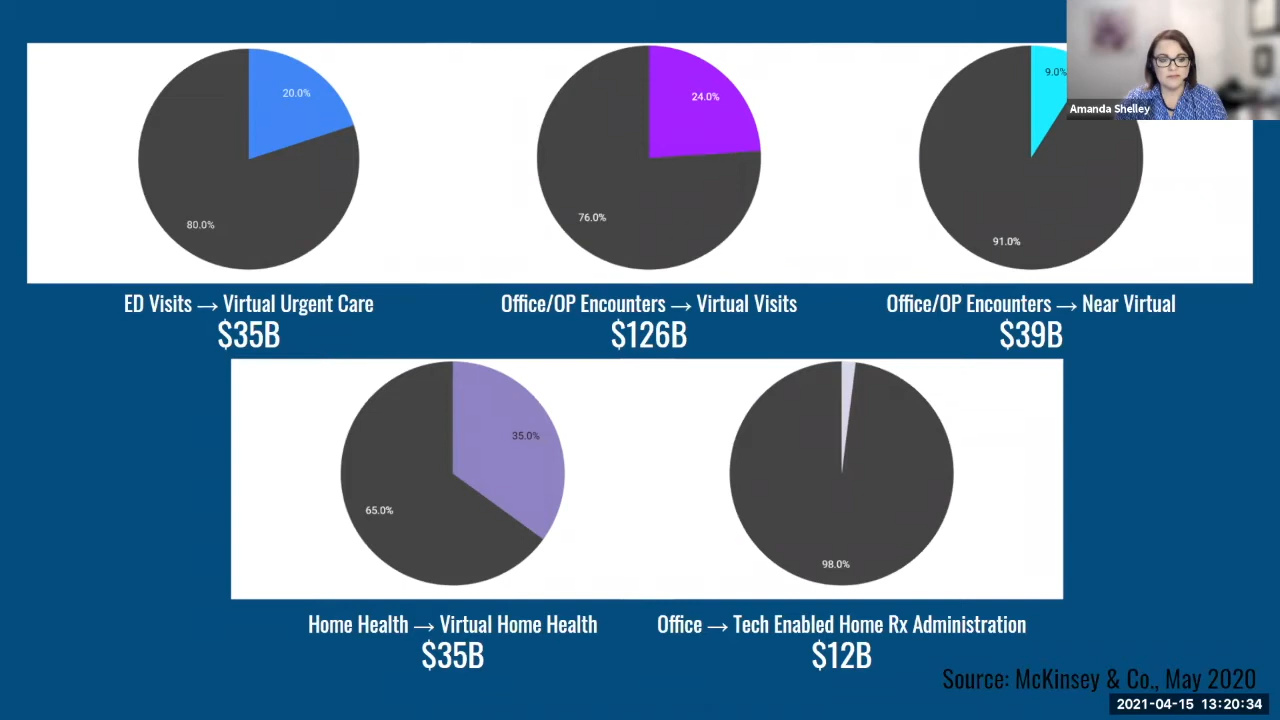 20.0%
80.0%
24.0%
76.0%
9.0%
91.0%
Amanda Shelley
ED Visits → Virtual Urgent Care
$35B
Office/OP Encounters → Virtual Visits
$126B
Office/OP Encounters → Near Virtual
$39B
35.0%
65.0%
98.0%
Home Health → Virtual Home Health
$35B
Office → Tech Enabled Home Rx Administration
$12B
Source: McKinsey & Co., May 2020
2021-04-15 13:20:34